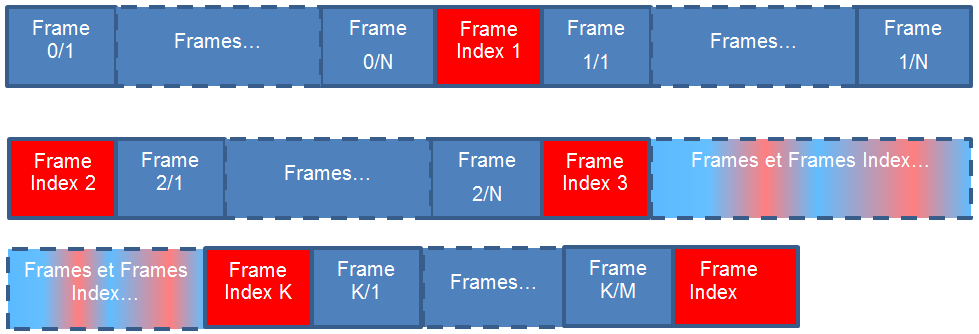 Frame
0/1
Frames…
Frame
0/N
Frame
Index 1
Frame
1/1
Frames…
Frame
1/N
Frame
Index 2
Frame
2/1
Frames…
Frame
2/N
Frame
Index 3
Frames et Frames Index…
Frames et Frames
Index…
Frame
Index K
Frame
K/1
Frames…
Frame
K/M
Frame
Index